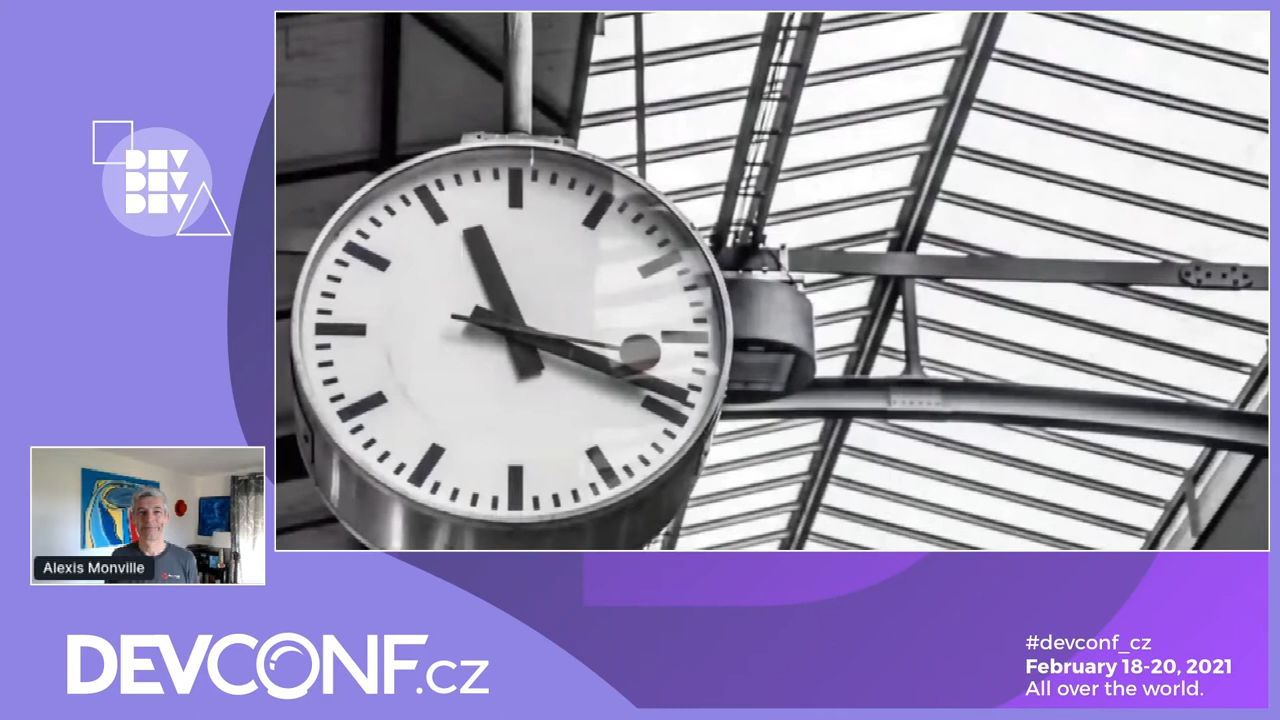 DEV
DEV
DEV
Alexis Monville
DEVCONF.cz
#devconf_cz
February 18-20, 2021
All over the world.